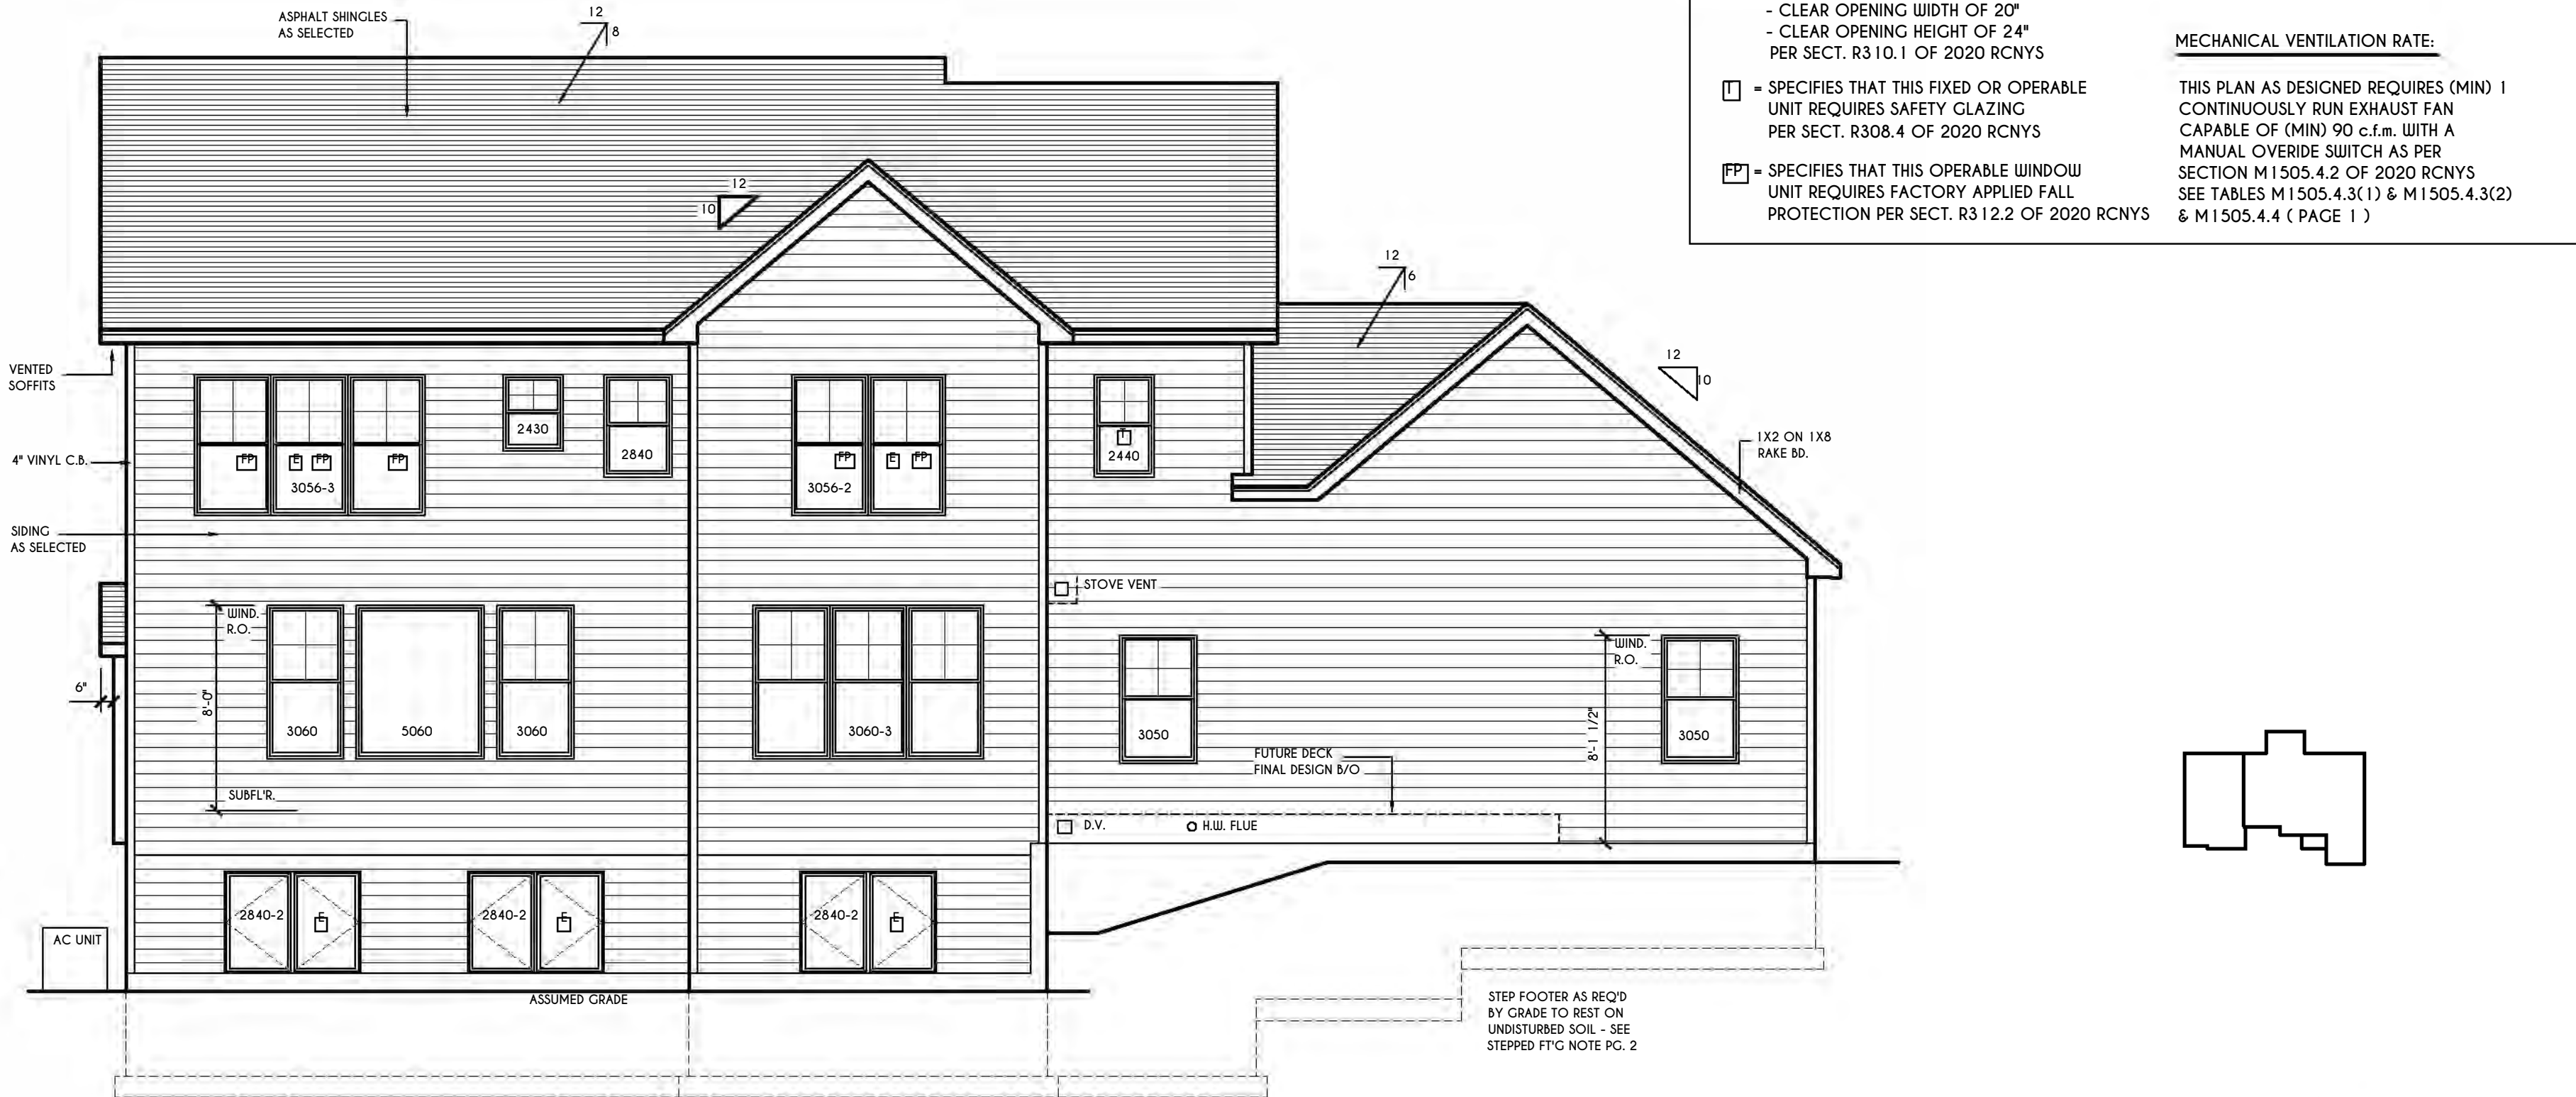 ASPHALT SHINGLES
AS SELECTED
12
8
- CLEAR OPENING WIDTH OF 20"
- CLEAR OPENING HEIGHT OF 24"
PER SECT. R310.1 OF 2020 RCNYS
T = SPECIFIES THAT THIS FIXED OR OPERABLE
UNIT REQUIRES SAFETY GLAZING
PER SECT. R308.4 OF 2020 RCNYS
FP = SPECIFIES THAT THIS OPERABLE WINDOW
UNIT REQUIRES FACTORY APPLIED FALL
PROTECTION PER SECT. R312.2 OF 2020 RCNYS
MECHANICAL VENTILATION RATE:
THIS PLAN AS DESIGNED REQUIRES (MIN) 1
CONTINUOUSLY RUN EXHAUST FAN
CAPABLE OF (MIN) 90 c.f.m. WITH A
MANUAL OVERIDE SWITCH AS PER
SECTION M1505.4.2 OF 2020 RCNYS
SEE TABLES M1505.4.3(1) & M1505.4.3(2)
& M1505.4.4 ( PAGE 1 )
12
10
12
6
12
10
VENTED
SOFFITS
4" VINYL C.B.
SIDING
AS SELECTED
1X2 ON 1X8
RAKE BD.
FP
E FP
FP
3056-3
2430
2840
FP
E FP
3056-2
T
2440
STOVE VENT
WIND.
R.O.
8'-0"
SUBFL'R.
6"
3060
5060
3060
3060-3
3050
WIND.
R.O.
8'-1 1/2"
3050
FUTURE DECK
FINAL DESIGN B/O
D.V.
H.W. FLUE
2840-2
E
2840-2
E
2840-2
E
AC UNIT
ASSUMED GRADE
STEP FOOTER AS REQ'D
BY GRADE TO REST ON
UNDISTURBED SOIL - SEE
STEPPED FT'G NOTE PG. 2